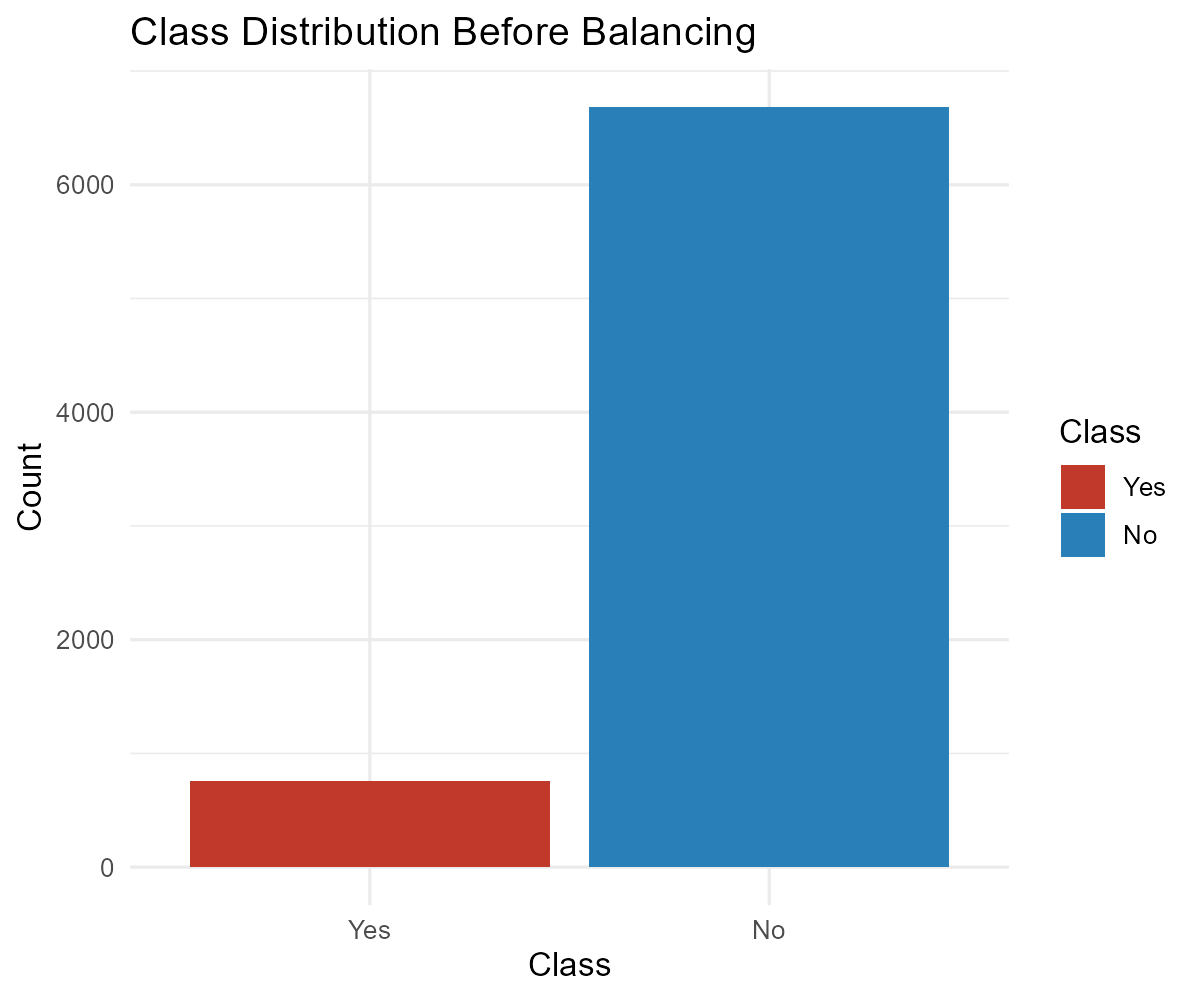 Class Distribution Before Balancing
6000
4000
2000
0
Count
Yes
No
Class
Class
Yes
No